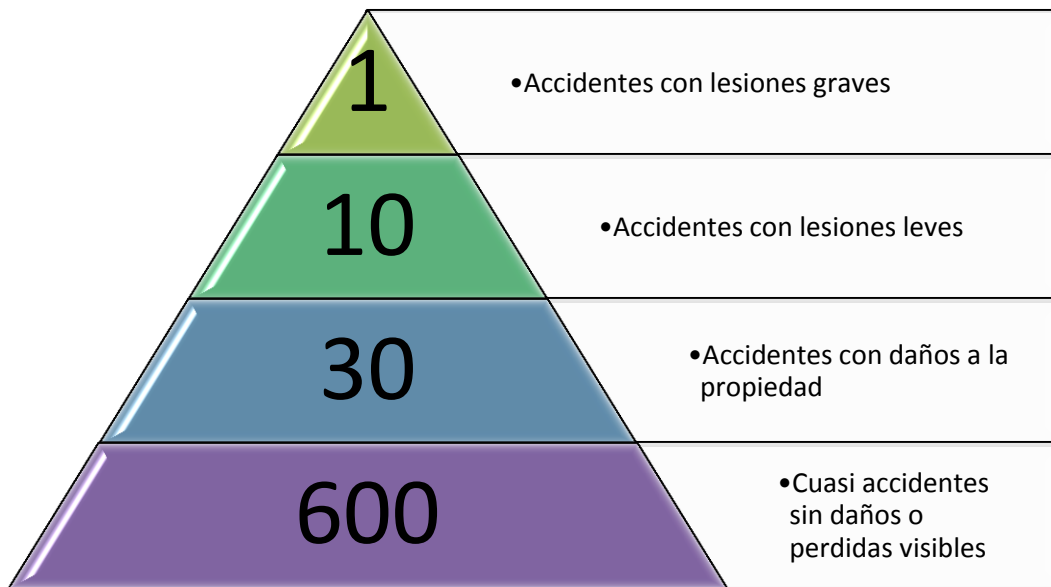 1
•Accidentes con lesiones graves
10
•Accidentes con lesiones leves
30
•Accidentes con daños a la
propiedad
600
•Cuasi accidentes
sin daños o
perdidas visibles